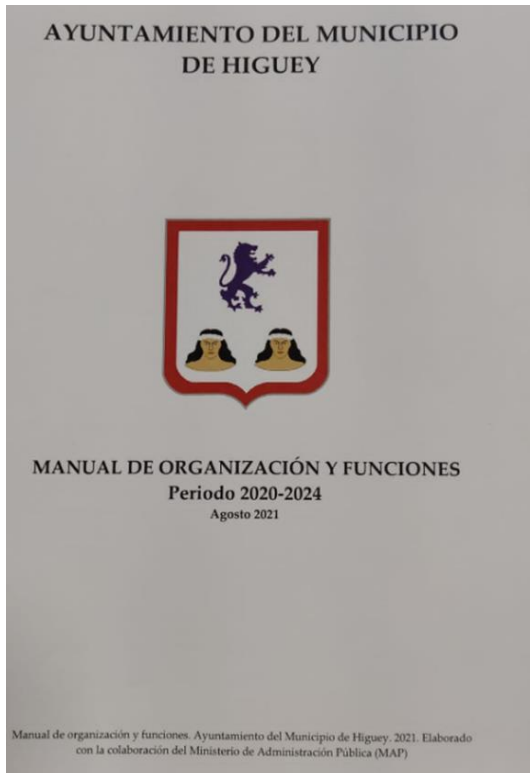 AYUNTAMIENTO DEL MUNICIPIO
DE HIGUEY
MANUAL DE ORGANIZACIÓN Y FUNCIONES
Periodo 2020-2024
Agosto 2021
Manual de organización y funciones. Ayuntamiento del Municipio de Higuey. 2021. Elaborado
con la colaboración del Ministerio de Administración Pública (MAP)